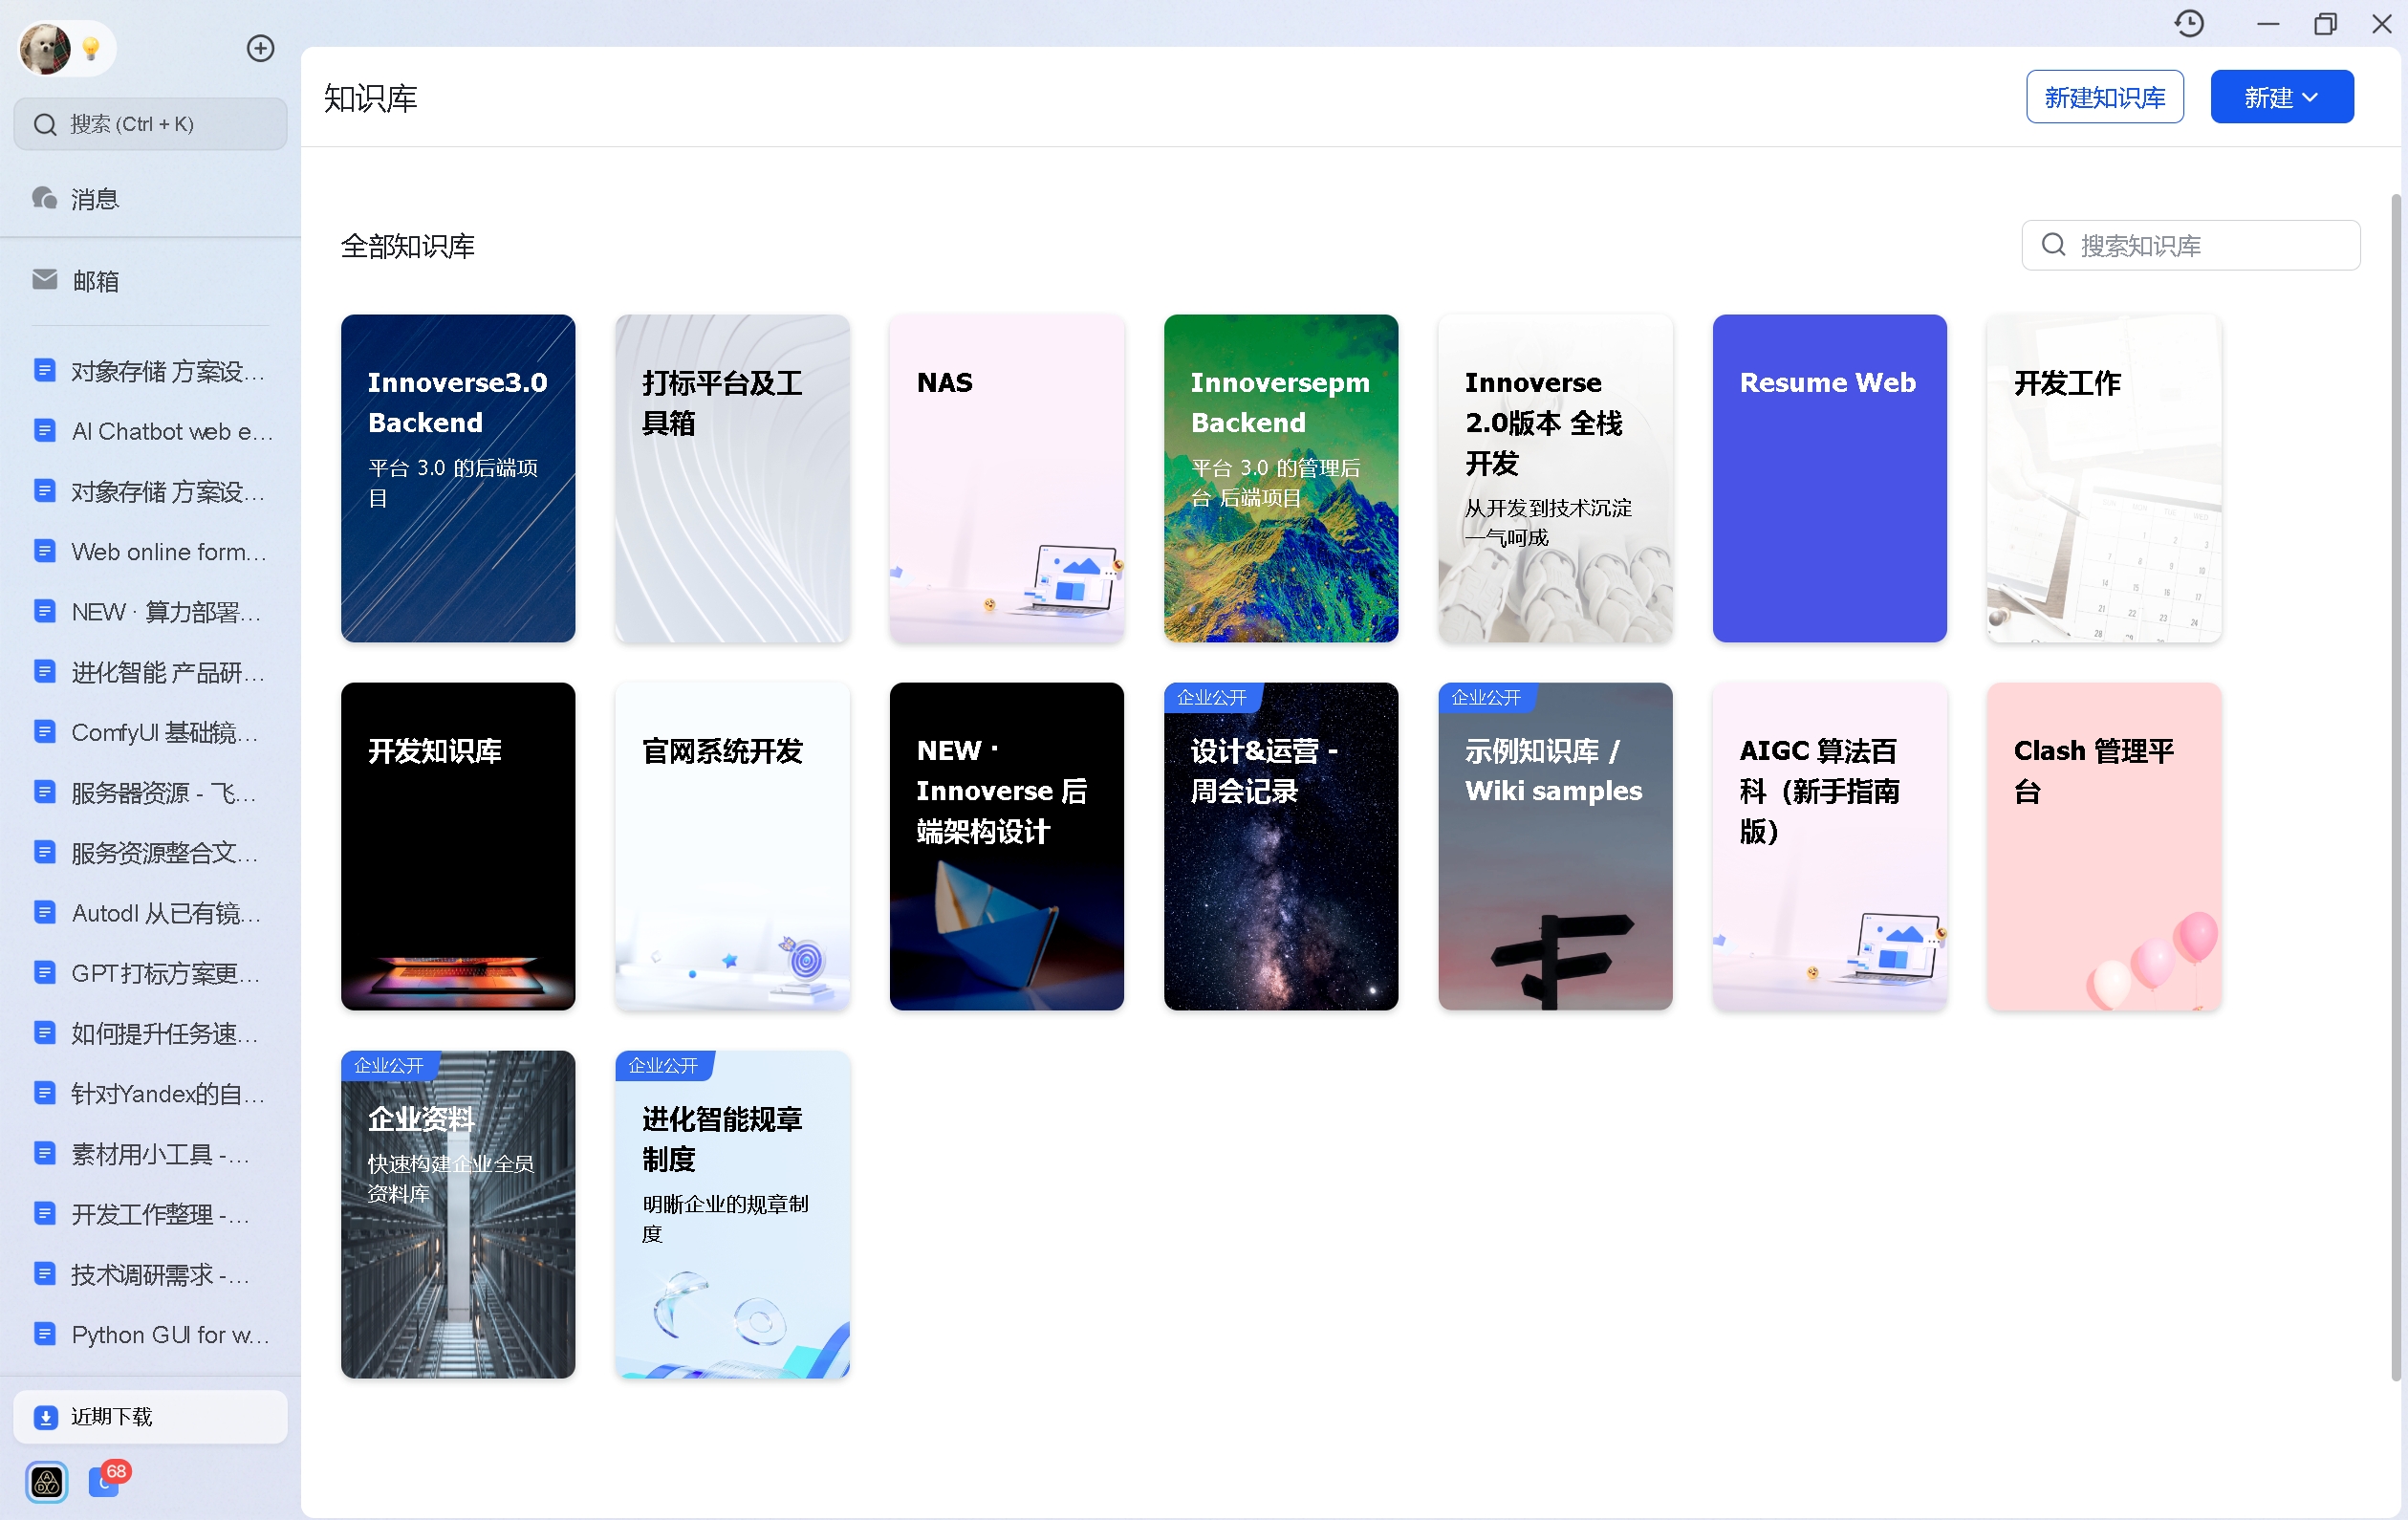 搜索 (Ctrl + K)
消息
邮箱
对象存储 方案设...
AI Chatbot web e...
对象存储 方案设...
Web online form...
NEW · 算力部署...
进化智能 产品研...
ComfyUI 基础镜...
服务器资源 - 飞...
服务资源整合文...
Autodl 从已有镜...
GPT打标方案更...
如何提升任务速...
针对Yandex的自...
素材用小工具 -...
开发工作整理 -...
技术调研需求 -...
Python GUI for w...
近期下载
68
知识库
新建知识库
新建
全部知识库
搜索知识库
Innoverse3.0
Backend
平台 3.0 的后端项
目
打标平台及工
具箱
NAS
Innoversepm
Backend
平台 3.0 的管理后
台 后端项目
Innoverse
2.0版本 全栈
开发
从开发到技术沉淀
一气呵成
Resume Web
开发工作
开发知识库
官网系统开发
NEW ·
Innoverse 后
端架构设计
企业公开
设计&运营 -
周会记录
企业公开
示例知识库 /
Wiki samples
AIGC 算法百
科（新手指南
版）
Clash 管理平
台
企业公开
企业资料
快速构建企业全员
资料库
企业公开
进化智能规章
制度
明晰企业的规章制
度